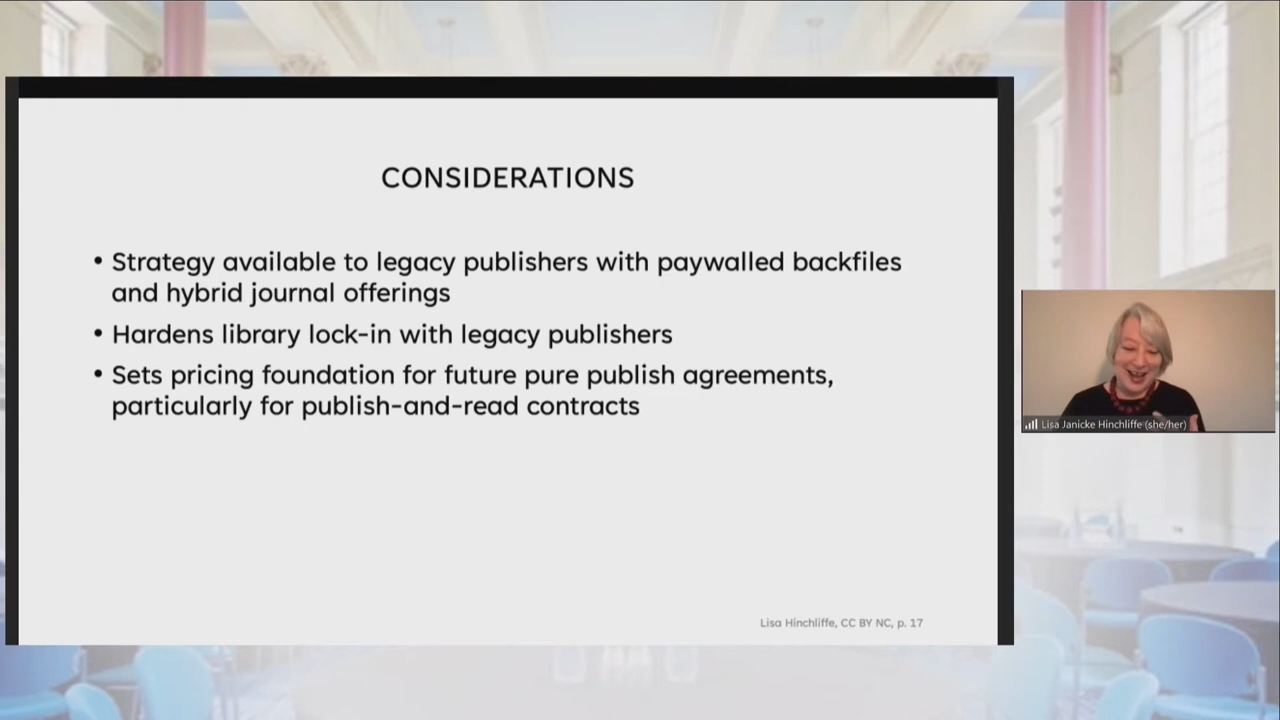 CONSIDERATIONS
• Strategy available to legacy publishers with paywalled backfiles
and hybrid journal offerings
• Hardens library lock-in with legacy publishers
• Sets pricing foundation for future pure publish agreements,
particularly for publish-and-read contracts
Lisa Hinchliffe, CC BY NC, p. 17
Lisa Janicke Hinchliffe (she/her)